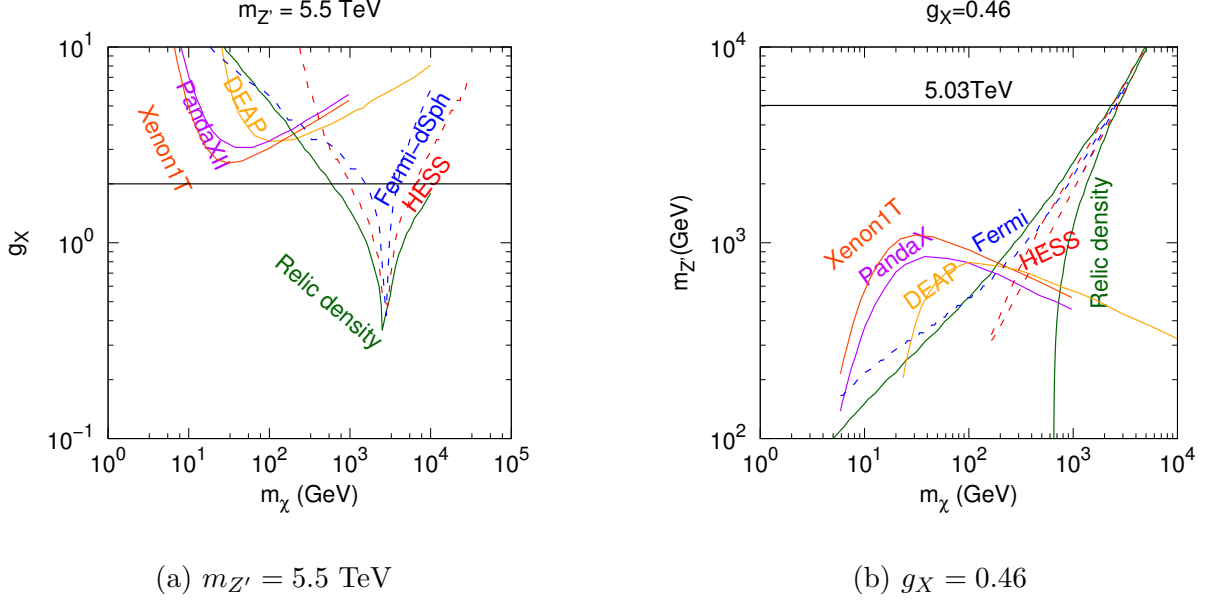 m_Z' = 5.5 TeV
10^1
10^0
10^-1
g_X
Xenon1T
PandaXII
DEAP
Fermi-dSph
HESS
Relic density
10^0 10^1 10^2 10^3 10^4 10^5
m_χ (GeV)
(a) m_Z' = 5.5 TeV
g_X=0.46
10^4
10^3
10^2
m_Z'(GeV)
5.03TeV
Xenon1T
PandaX
DEAP
Fermi
HESS
Relic density
10^0 10^1 10^2 10^3 10^4
m_χ (GeV)
(b) g_X = 0.46